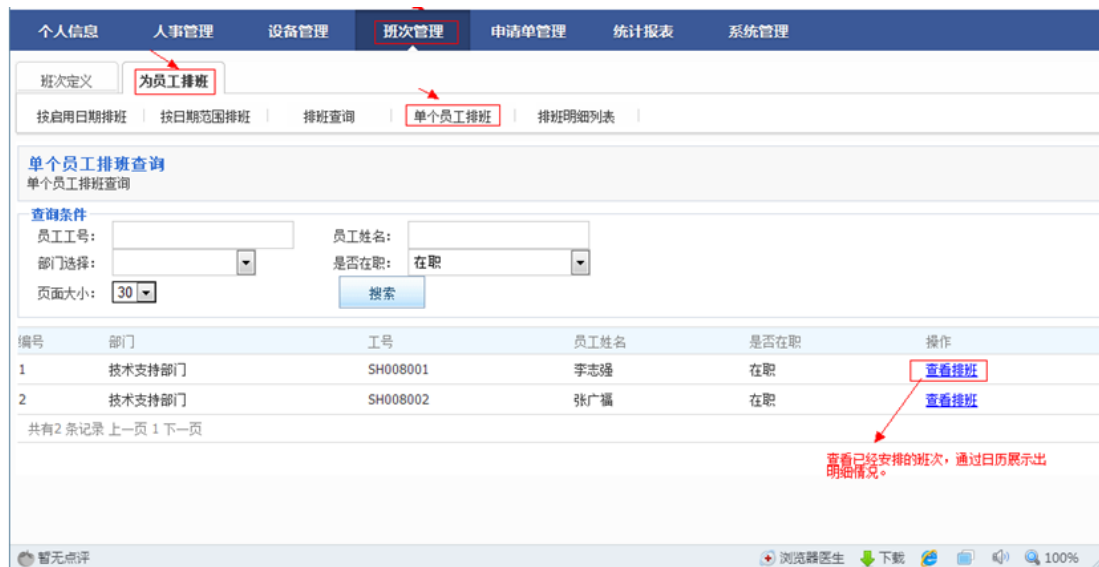 个人信息 人事管理 设备管理 班次管理 申请单管理 统计报表 系统管理
班次定义 为员工排班
按启用日期排班 按日期范围排班 排班查询 单个员工排班 排班明细列表
单个员工排班查询
单个员工排班查询
查询条件
员工工号: 员工姓名:
部门选择: 是否在职: 在职
页面大小: 30 搜索
编号 部门 工号 员工姓名 是否在职 操作
1 技术支持部门 SH008001 李志强 在职 查看排班
2 技术支持部门 SH008002 张广福 在职 查看排班
共有2 条记录 上一页 1 下一页
查看已经安排的班次，通过日历展示出
明细情况。
暂无点评 浏览器医生 下载 100%